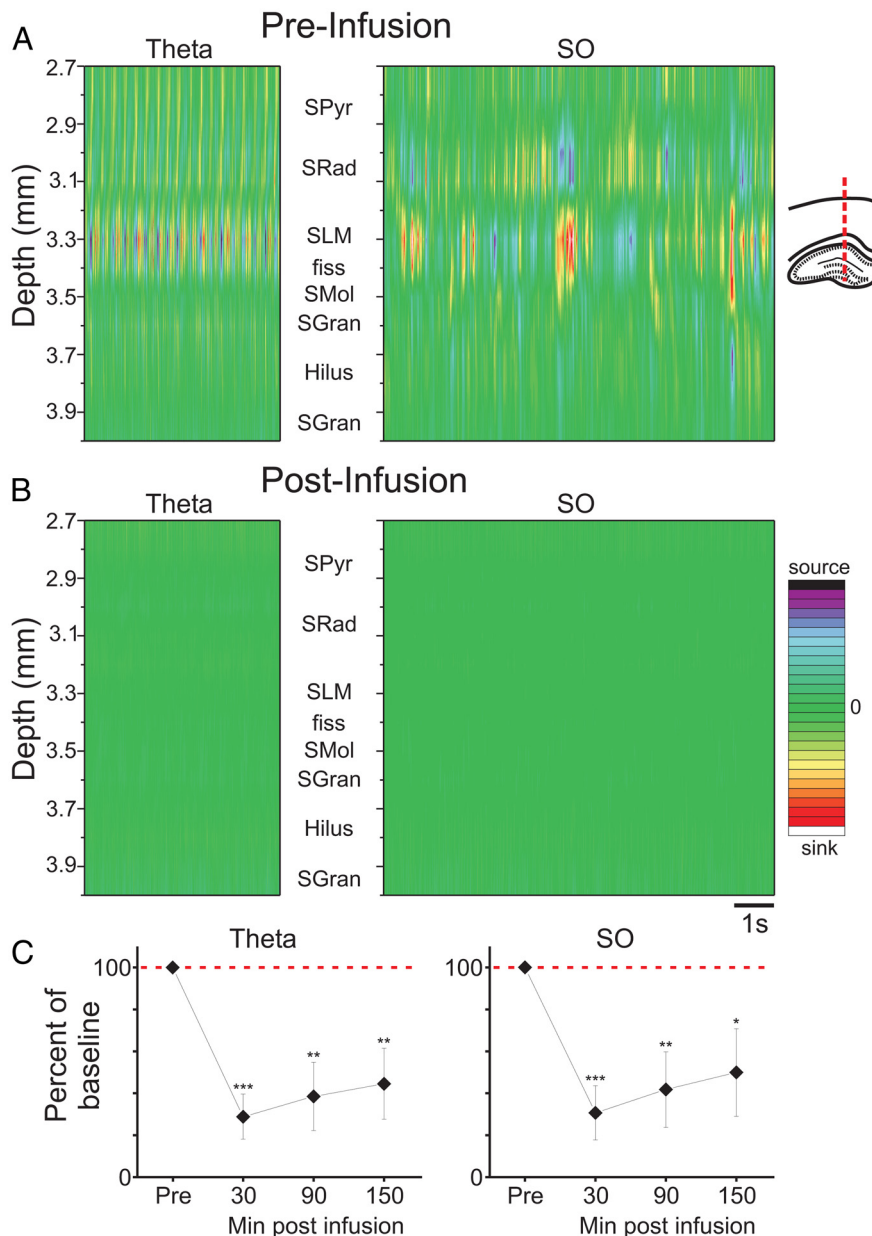 A
Pre-Infusion
Theta
SO
Depth (mm)
2.7
2.9
3.1
3.3
3.5
3.7
3.9
SPyr
SRad
SLM
fiss
SMol
SGran
Hilus
SGran
B
Post-Infusion
Theta
SO
Depth (mm)
2.7
2.9
3.1
3.3
3.5
3.7
3.9
SPyr
SRad
SLM
fiss
SMol
SGran
Hilus
SGran
source
0
sink
1s
C
Theta
SO
Percent of
baseline
100
0
*** ** **
Pre 30 90 150
Min post infusion
100
0
*** ** *
Pre 30 90 150
Min post infusion